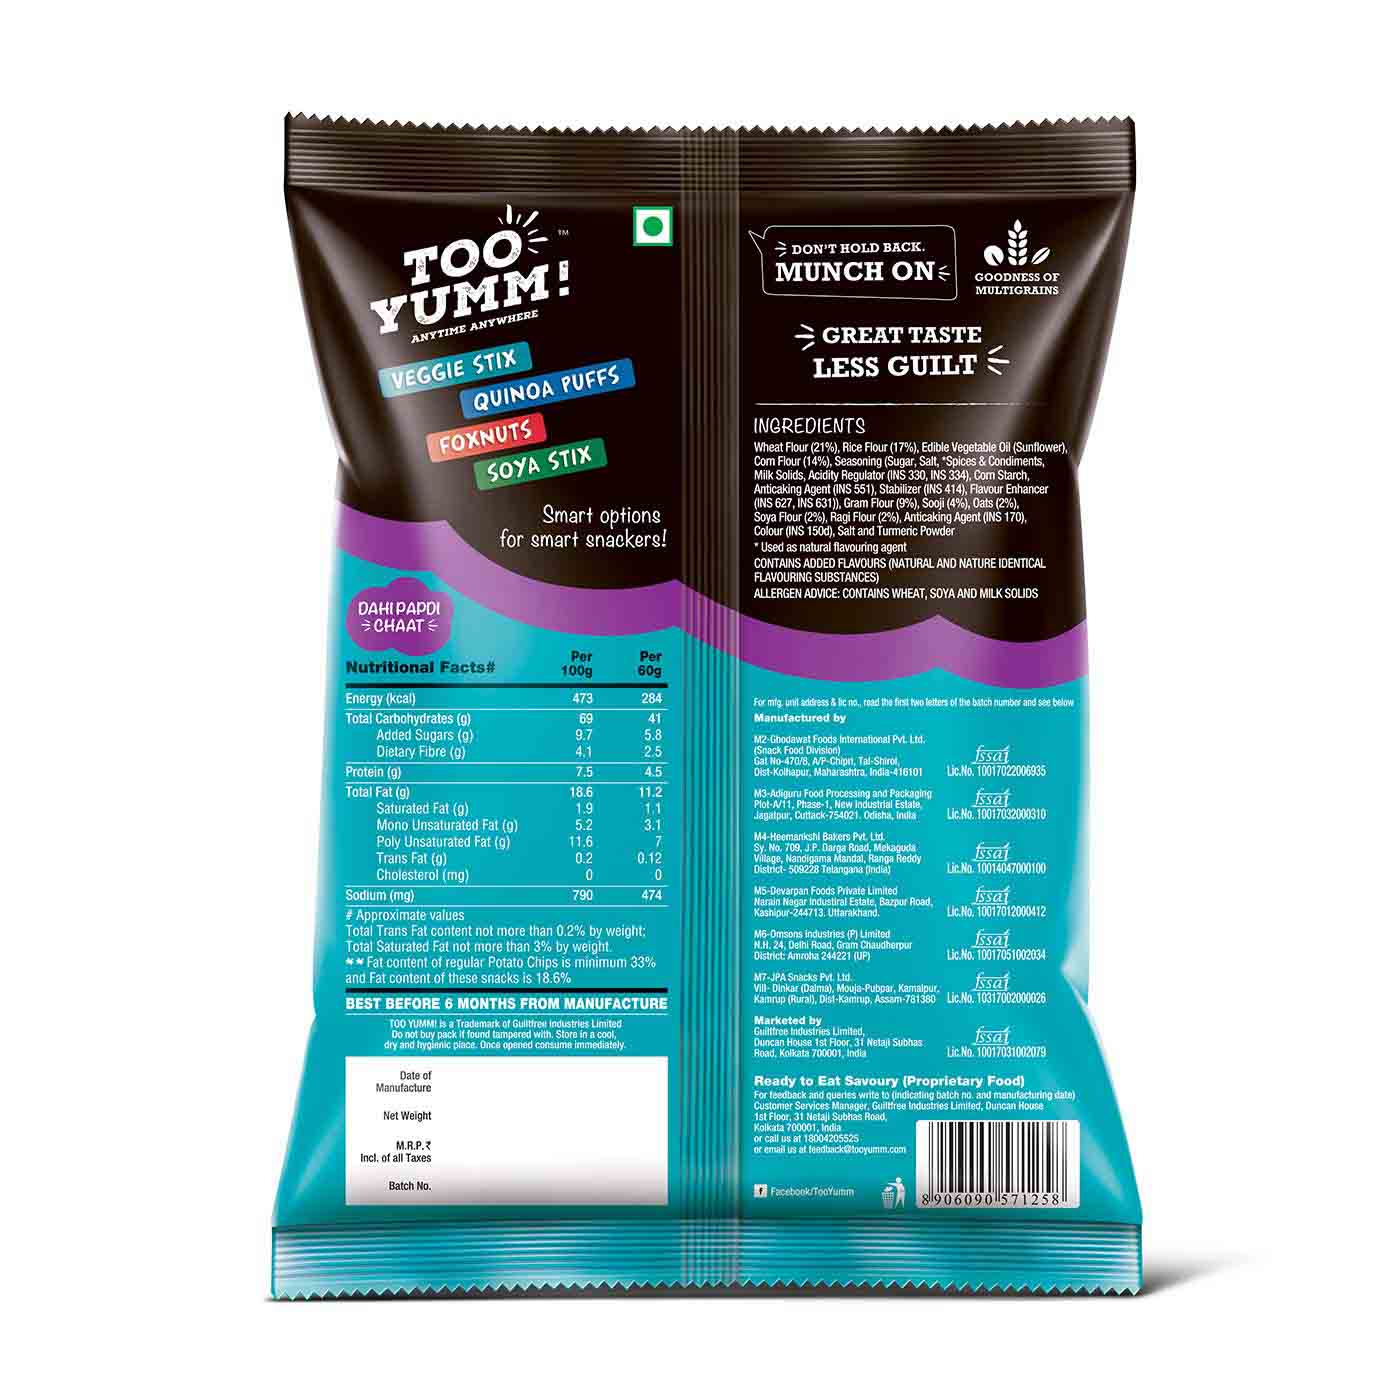 TOO
YUMM!
™
ANYTIME ANYWHERE
VEGGIE STIX
QUINOA PUFFS
FOXNUTS
SOYA STIX
Smart options
for smart snackers!
DAHI PAPDI
CHAAT
Nutritional Facts# Per 100g Per 60g
Energy (kcal) 473 284
Total Carbohydrates (g) 69 41
Added Sugars (g) 9.7 5.8
Dietary Fibre (g) 4.1 2.5
Protein (g) 7.5 4.5
Total Fat (g) 18.6 11.2
Saturated Fat (g) 1.9 1.1
Mono Unsaturated Fat (g) 5.2 3.1
Poly Unsaturated Fat (g) 11.6 7
Trans Fat (g) 0.2 0.12
Cholesterol (mg) 0 0
Sodium (mg) 790 474
# Approximate values
Total Trans Fat content not more than 0.2% by weight;
Total Saturated Fat not more than 3% by weight.
Fat content of regular Potato Chips is minimum 33%
and Fat content of these snacks is 18.6%
BEST BEFORE 6 MONTHS FROM MANUFACTURE
TOO YUMM! is a Trademark of Guiltfree Industries Limited
Do not buy pack if found tampered with. Store in a cool,
dry and hygienic place. Once opened consume immediately.
Date of
Manufacture
Net Weight
M.R.P.₹
Incl. of all Taxes
Batch No.
DON'T HOLD BACK.
MUNCH ON
GOODNESS OF
MULTIGRAINS
GREAT TASTE
LESS GUILT
INGREDIENTS
Wheat Flour (21%), Rice Flour (17%), Edible Vegetable Oil (Sunflower),
Corn Flour (14%), Seasoning (Sugar, Salt, *Spices & Condiments,
Milk Solids, Acidity Regulator (INS 330, INS 334), Corn Starch,
Anticaking Agent (INS 551), Stabilizer (INS 414), Flavour Enhancer
(INS 627, INS 631)), Gram Flour (9%), Sooji (4%), Oats (2%),
Soya Flour (2%), Ragi Flour (2%), Anticaking Agent (INS 170),
Colour (INS 150d), Salt and Turmeric Powder
* Used as natural flavouring agent
CONTAINS ADDED FLAVOURS (NATURAL AND NATURE IDENTICAL
FLAVOURING SUBSTANCES)
ALLERGEN ADVICE: CONTAINS WHEAT, SOYA AND MILK SOLIDS
For mfg. unit address & lic no., read the first two letters of the batch number and see below
Manufactured by
M2-Ghodawat Foods International Pvt. Ltd.
(Snack Food Division)
Gat No-470/8, A/P-Chipri, Tal-Shirol,
Dist-Kolhapur, Maharashtra, India-416101
fssai
Lic.No. 10017022006935
M3-Adiguru Food Processing and Packaging
Plot-A/11, Phase-1, New Industrial Estate,
Jagatpur, Cuttack-754021. Odisha, India
fssai
Lic.No. 10017032000310
M4-Heemankshi Bakers Pvt. Ltd.
Sy. No. 709, J.P. Darga Road, Mekaguda
Village, Nandigama Mandal, Ranga Reddy
District- 509228 Telangana (India)
fssai
Lic.No. 10014047000100
M5-Devarpan Foods Private Limited
Narain Nagar Industiral Estate, Bazpur Road,
Kashipur-244713. Uttarakhand.
fssai
Lic.No. 10017012000412
M6-Omsons Industries (P) Limited
N.H. 24, Delhi Road, Gram Chaudherpur
District: Amroha 244221 (UP)
fssai
Lic.No. 10017051002034
M7-JPA Snacks Pvt. Ltd.
Vill- Dinkar (Dalma), Mouja-Pubpar, Kamalpur,
Kamrup (Rural), Dist-Kamrup, Assam-781380
fssai
Lic.No. 10317002000026
Marketed by
Guiltfree Industries Limited,
Duncan House 1st Floor, 31 Netaji Subhas
Road, Kolkata 700001, India
fssai
Lic.No. 10017031002079
Ready to Eat Savoury (Proprietary Food)
For feedback and queries write to (indicating batch no. and manufacturing date)
Customer Services Manager, Guiltfree Industries Limited, Duncan House
1st Floor, 31 Netaji Subhas Road,
Kolkata 700001, India
or call us at 18004205525
or email us at feedback@tooyumm.com
f Facebook/TooYumm
8 906090 571258